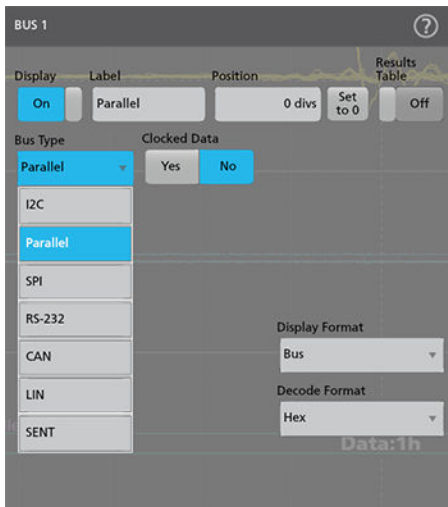 BUS 1
?
Display Label Position Results Table
On Parallel 0 divs Set to 0 Off
Bus Type Clocked Data
Parallel Yes No
I2C
Parallel
SPI
RS-232
CAN
LIN
SENT
Display Format
Bus
Decode Format
Hex
Data:1h